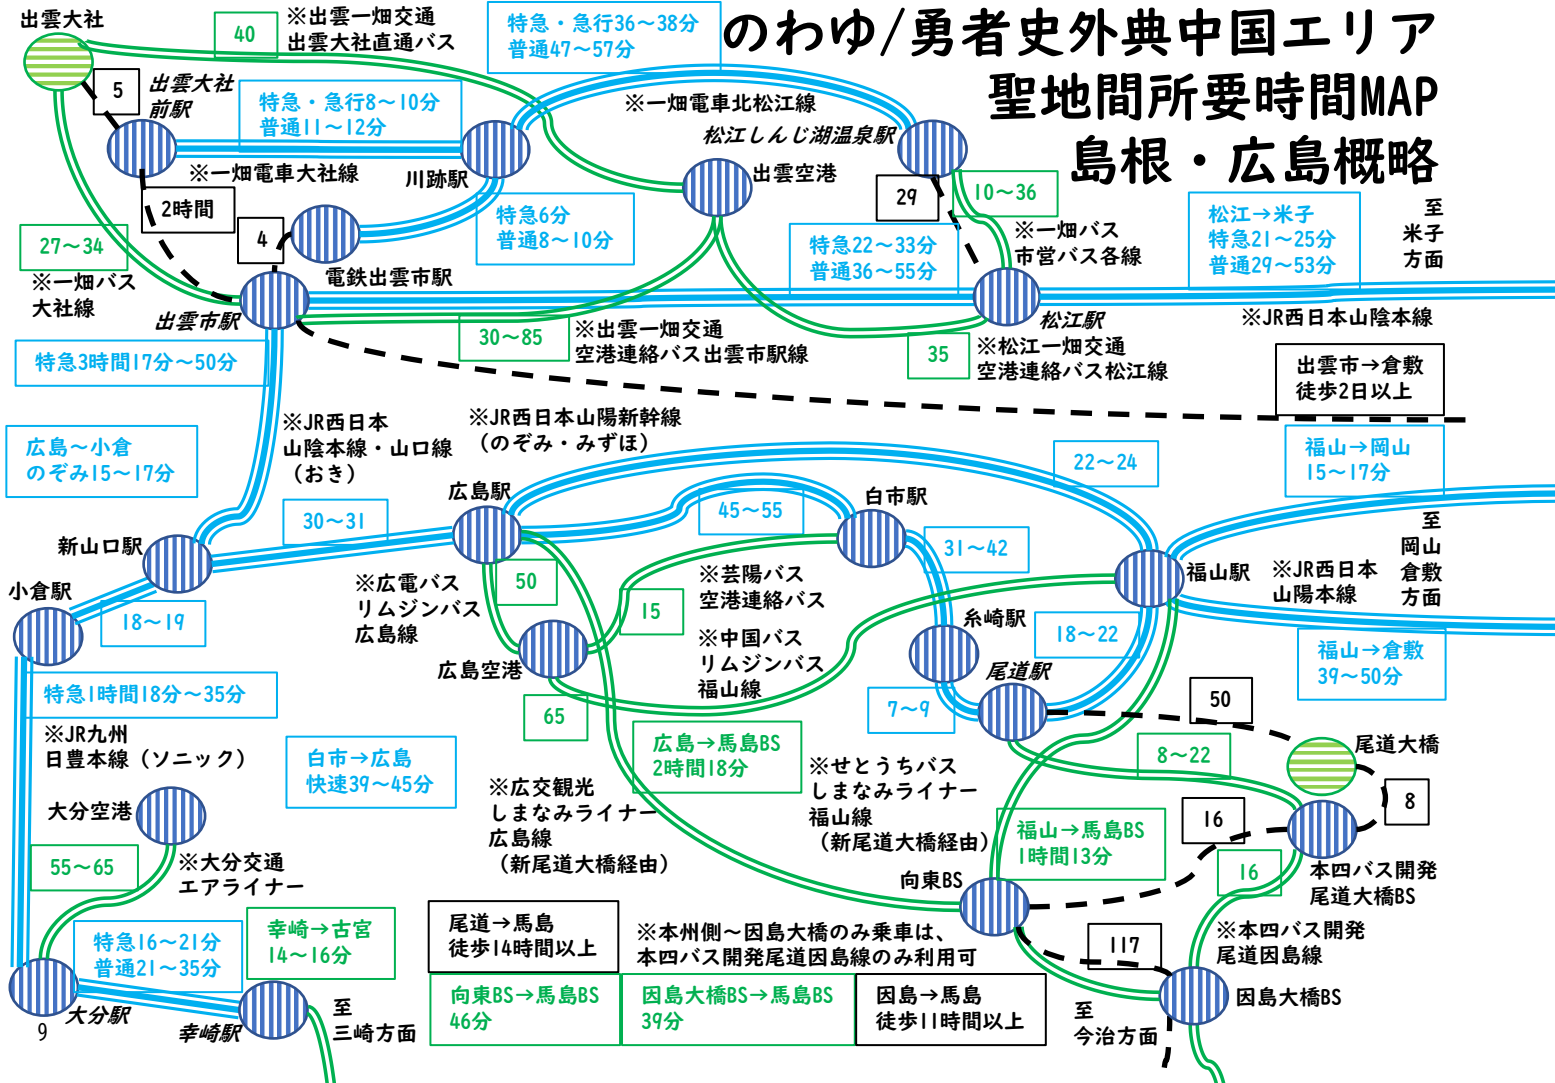 のわゆ/勇者史外典中国エリア
聖地間所要時間MAP
島根・広島概略
出雲大社
40
※出雲一畑交通
出雲大社直通バス
特急・急行36～38分
普通47～57分
5
出雲大社
前駅
特急・急行8～10分
普通11～12分
※一畑電車北松江線
松江しんじ湖温泉駅
※一畑電車大社線
川跡駅
出雲空港
2時間
4
特急6分
普通8～10分
29
10～36
※一畑バス
市営バス各線
27～34
※一畑バス
大社線
電鉄出雲市駅
特急22～33分
普通36～55分
松江→米子
特急21～25分
普通29～53分
至
米子
方面
出雲市駅
30～85
※出雲一畑交通
空港連絡バス出雲市駅線
35
松江駅
※松江一畑交通
空港連絡バス松江線
※JR西日本山陰本線
特急3時間17分～50分
出雲市→倉敷
徒歩2日以上
※JR西日本
山陰本線・山口線
（おき）
※JR西日本山陽新幹線
（のぞみ・みずほ）
広島～小倉
のぞみ15～17分
22～24
福山→岡山
15～17分
広島駅
30～31
45～55
白市駅
新山口駅
31～42
至
岡山
倉敷
方面
小倉駅
18～19
※広電バス
リムジンバス
広島線
50
15
※芸陽バス
空港連絡バス
福山駅
※JR西日本
山陽本線
広島空港
※中国バス
リムジンバス
福山線
糸崎駅
18～22
福山→倉敷
39～50分
尾道駅
特急1時間18分～35分
65
7～9
50
※JR九州
日豊本線（ソニック）
白市→広島
快速39～45分
広島→馬島BS
2時間18分
8～22
尾道大橋
※広交観光
しまなみライナー
広島線
（新尾道大橋経由）
※せとうちバス
しまなみライナー
福山線
（新尾道大橋経由）
8
大分空港
16
福山→馬島BS
1時間13分
55～65
※大分交通
エアライナー
向東BS
16
本四バス開発
尾道大橋BS
特急16～21分
普通21～35分
幸崎→古宮
14～16分
尾道→馬島
徒歩14時間以上
※本州側～因島大橋のみ乗車は、
本四バス開発尾道因島線のみ利用可
117
※本四バス開発
尾道因島線
向東BS→馬島BS
46分
因島大橋BS→馬島BS
39分
因島→馬島
徒歩11時間以上
因島大橋BS
大分駅
9
幸崎駅
至
三崎方面
至
今治方面